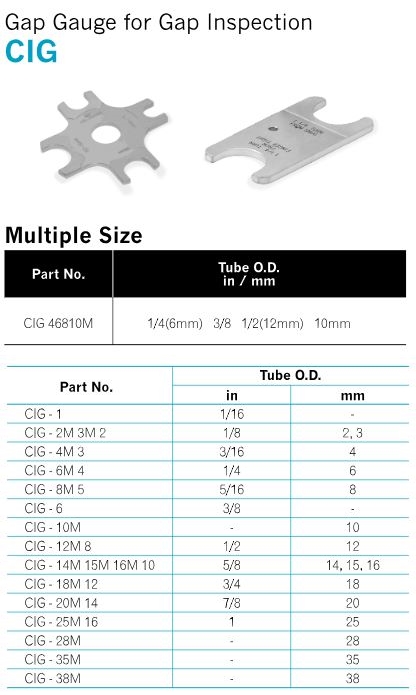 Gap Gauge for Gap Inspection
CIG
Multiple Size
Part No. Tube O.D.
in / mm
CIG 46810M 1/4(6mm) 3/8 1/2(12mm) 10mm
Part No. Tube O.D.
in mm
CIG - 1 1/16 -
CIG - 2M 3M 2 1/8 2, 3
CIG - 4M 3 3/16 4
CIG - 6M 4 1/4 6
CIG - 8M 5 5/16 8
CIG - 6 3/8 -
CIG - 10M - 10
CIG - 12M 8 1/2 12
CIG - 14M 15M 16M 10 5/8 14, 15, 16
CIG - 18M 12 3/4 18
CIG - 20M 14 7/8 20
CIG - 25M 16 1 25
CIG - 28M - 28
CIG - 35M - 35
CIG - 38M - 38